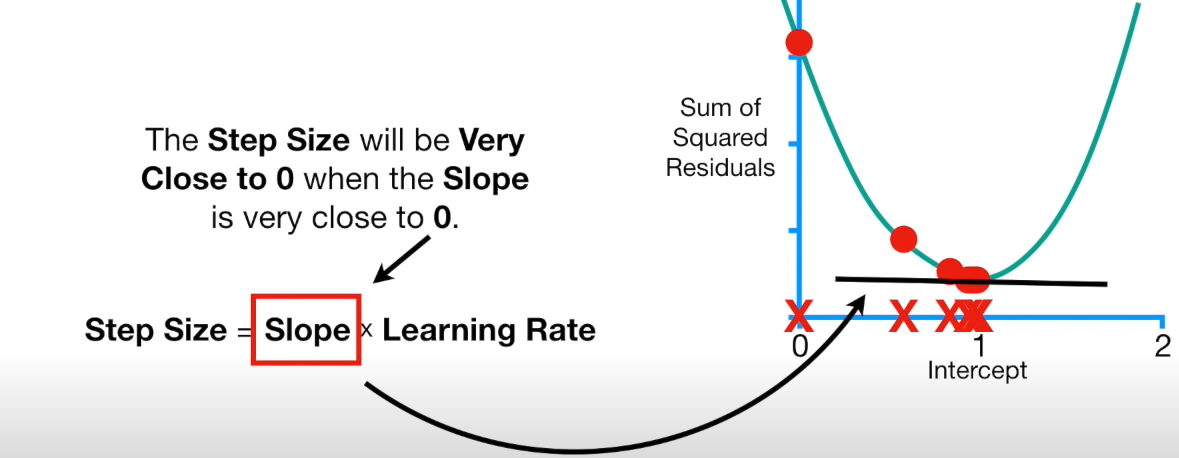 The Step Size will be Very
Close to 0 when the Slope
is very close to 0.
Step Size = Slope x Learning Rate
Sum of
Squared
Residuals
X X X X X X
0 1 2
Intercept